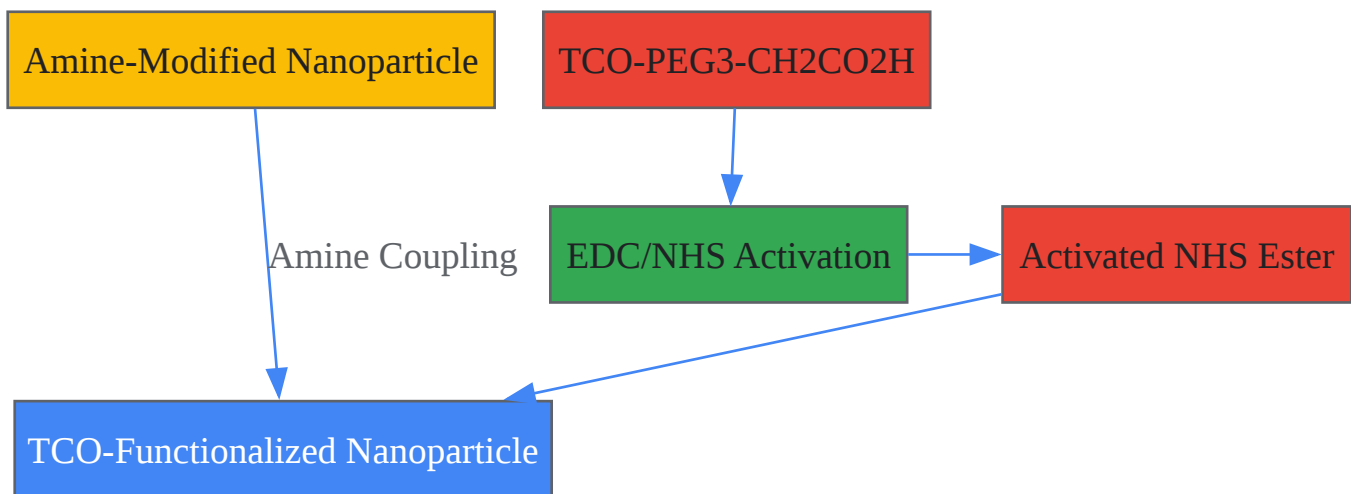 Amine-Modified Nanoparticle
TCO-PEG3-CH2CO2H
Amine Coupling
EDC/NHS Activation
Activated NHS Ester
TCO-Functionalized Nanoparticle